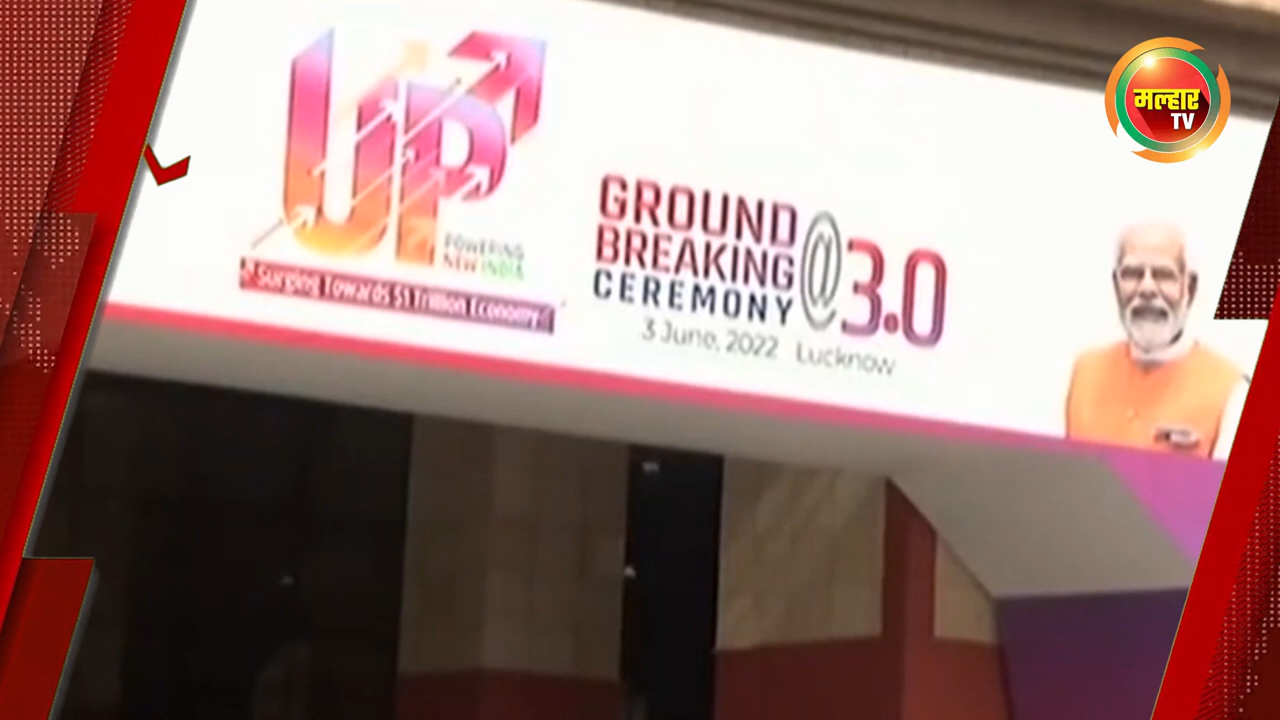 UP
POWERING
NEW INDIA
Surging Towards $1 Trillion Economy
GROUND
BREAKING
CEREMONY
@3.0
3 June, 2022 Lucknow
मल्हार
TV